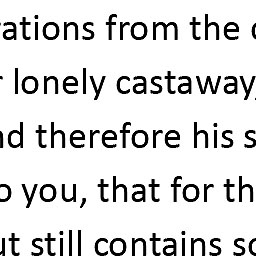 rations from the
lonely castaway,
nd therefore his s
o you, that for th
ut still contains so